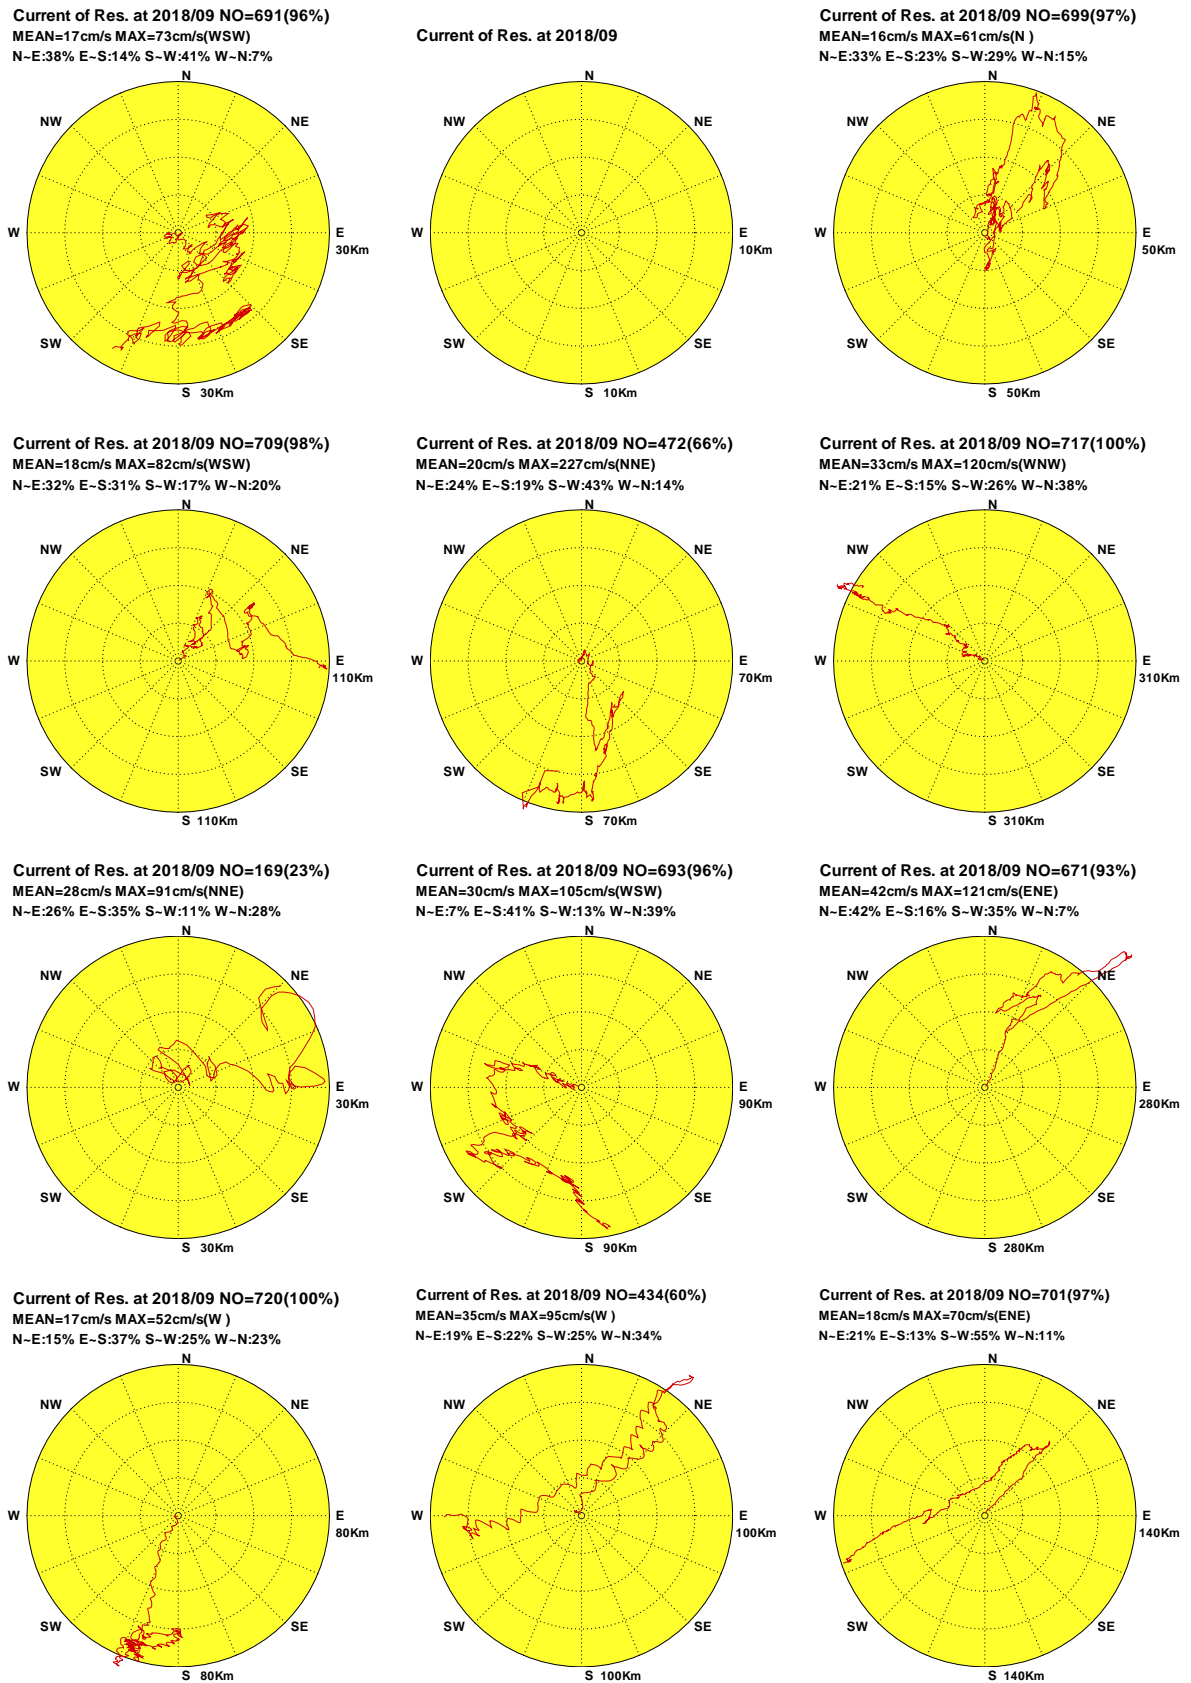 Current of Res. at 2018/09 NO=691(96%)
MEAN=17cm/s MAX=73cm/s(WSW)
N~E:38% E~S:14% S~W:41% W~N:7%
N
NW
NE
W
E
30Km
SW
SE
S 30Km
Current of Res. at 2018/09
N
NW
NE
W
E
10Km
SW
SE
S 10Km
Current of Res. at 2018/09 NO=699(97%)
MEAN=16cm/s MAX=61cm/s(N )
N~E:33% E~S:23% S~W:29% W~N:15%
N
NW
NE
W
E
50Km
SW
SE
S 50Km
Current of Res. at 2018/09 NO=709(98%)
MEAN=18cm/s MAX=82cm/s(WSW)
N~E:32% E~S:31% S~W:17% W~N:20%
N
NW
NE
W
E
110Km
SW
SE
S 110Km
Current of Res. at 2018/09 NO=472(66%)
MEAN=20cm/s MAX=227cm/s(NNE)
N~E:24% E~S:19% S~W:43% W~N:14%
N
NW
NE
W
E
70Km
SW
SE
S 70Km
Current of Res. at 2018/09 NO=717(100%)
MEAN=33cm/s MAX=120cm/s(WNW)
N~E:21% E~S:15% S~W:26% W~N:38%
N
NW
NE
W
E
310Km
SW
SE
S 310Km
Current of Res. at 2018/09 NO=169(23%)
MEAN=28cm/s MAX=91cm/s(NNE)
N~E:26% E~S:35% S~W:11% W~N:28%
N
NW
NE
W
E
30Km
SW
SE
S 30Km
Current of Res. at 2018/09 NO=693(96%)
MEAN=30cm/s MAX=105cm/s(WSW)
N~E:7% E~S:41% S~W:13% W~N:39%
N
NW
NE
W
E
90Km
SW
SE
S 90Km
Current of Res. at 2018/09 NO=671(93%)
MEAN=42cm/s MAX=121cm/s(ENE)
N~E:42% E~S:16% S~W:35% W~N:7%
N
NW
NE
W
E
280Km
SW
SE
S 280Km
Current of Res. at 2018/09 NO=720(100%)
MEAN=17cm/s MAX=52cm/s(W )
N~E:15% E~S:37% S~W:25% W~N:23%
N
NW
NE
W
E
80Km
SW
SE
S 80Km
Current of Res. at 2018/09 NO=434(60%)
MEAN=35cm/s MAX=95cm/s(W )
N~E:19% E~S:22% S~W:25% W~N:34%
N
NW
NE
W
E
100Km
SW
SE
S 100Km
Current of Res. at 2018/09 NO=701(97%)
MEAN=18cm/s MAX=70cm/s(ENE)
N~E:21% E~S:13% S~W:55% W~N:11%
N
NW
NE
W
E
140Km
SW
SE
S 140Km